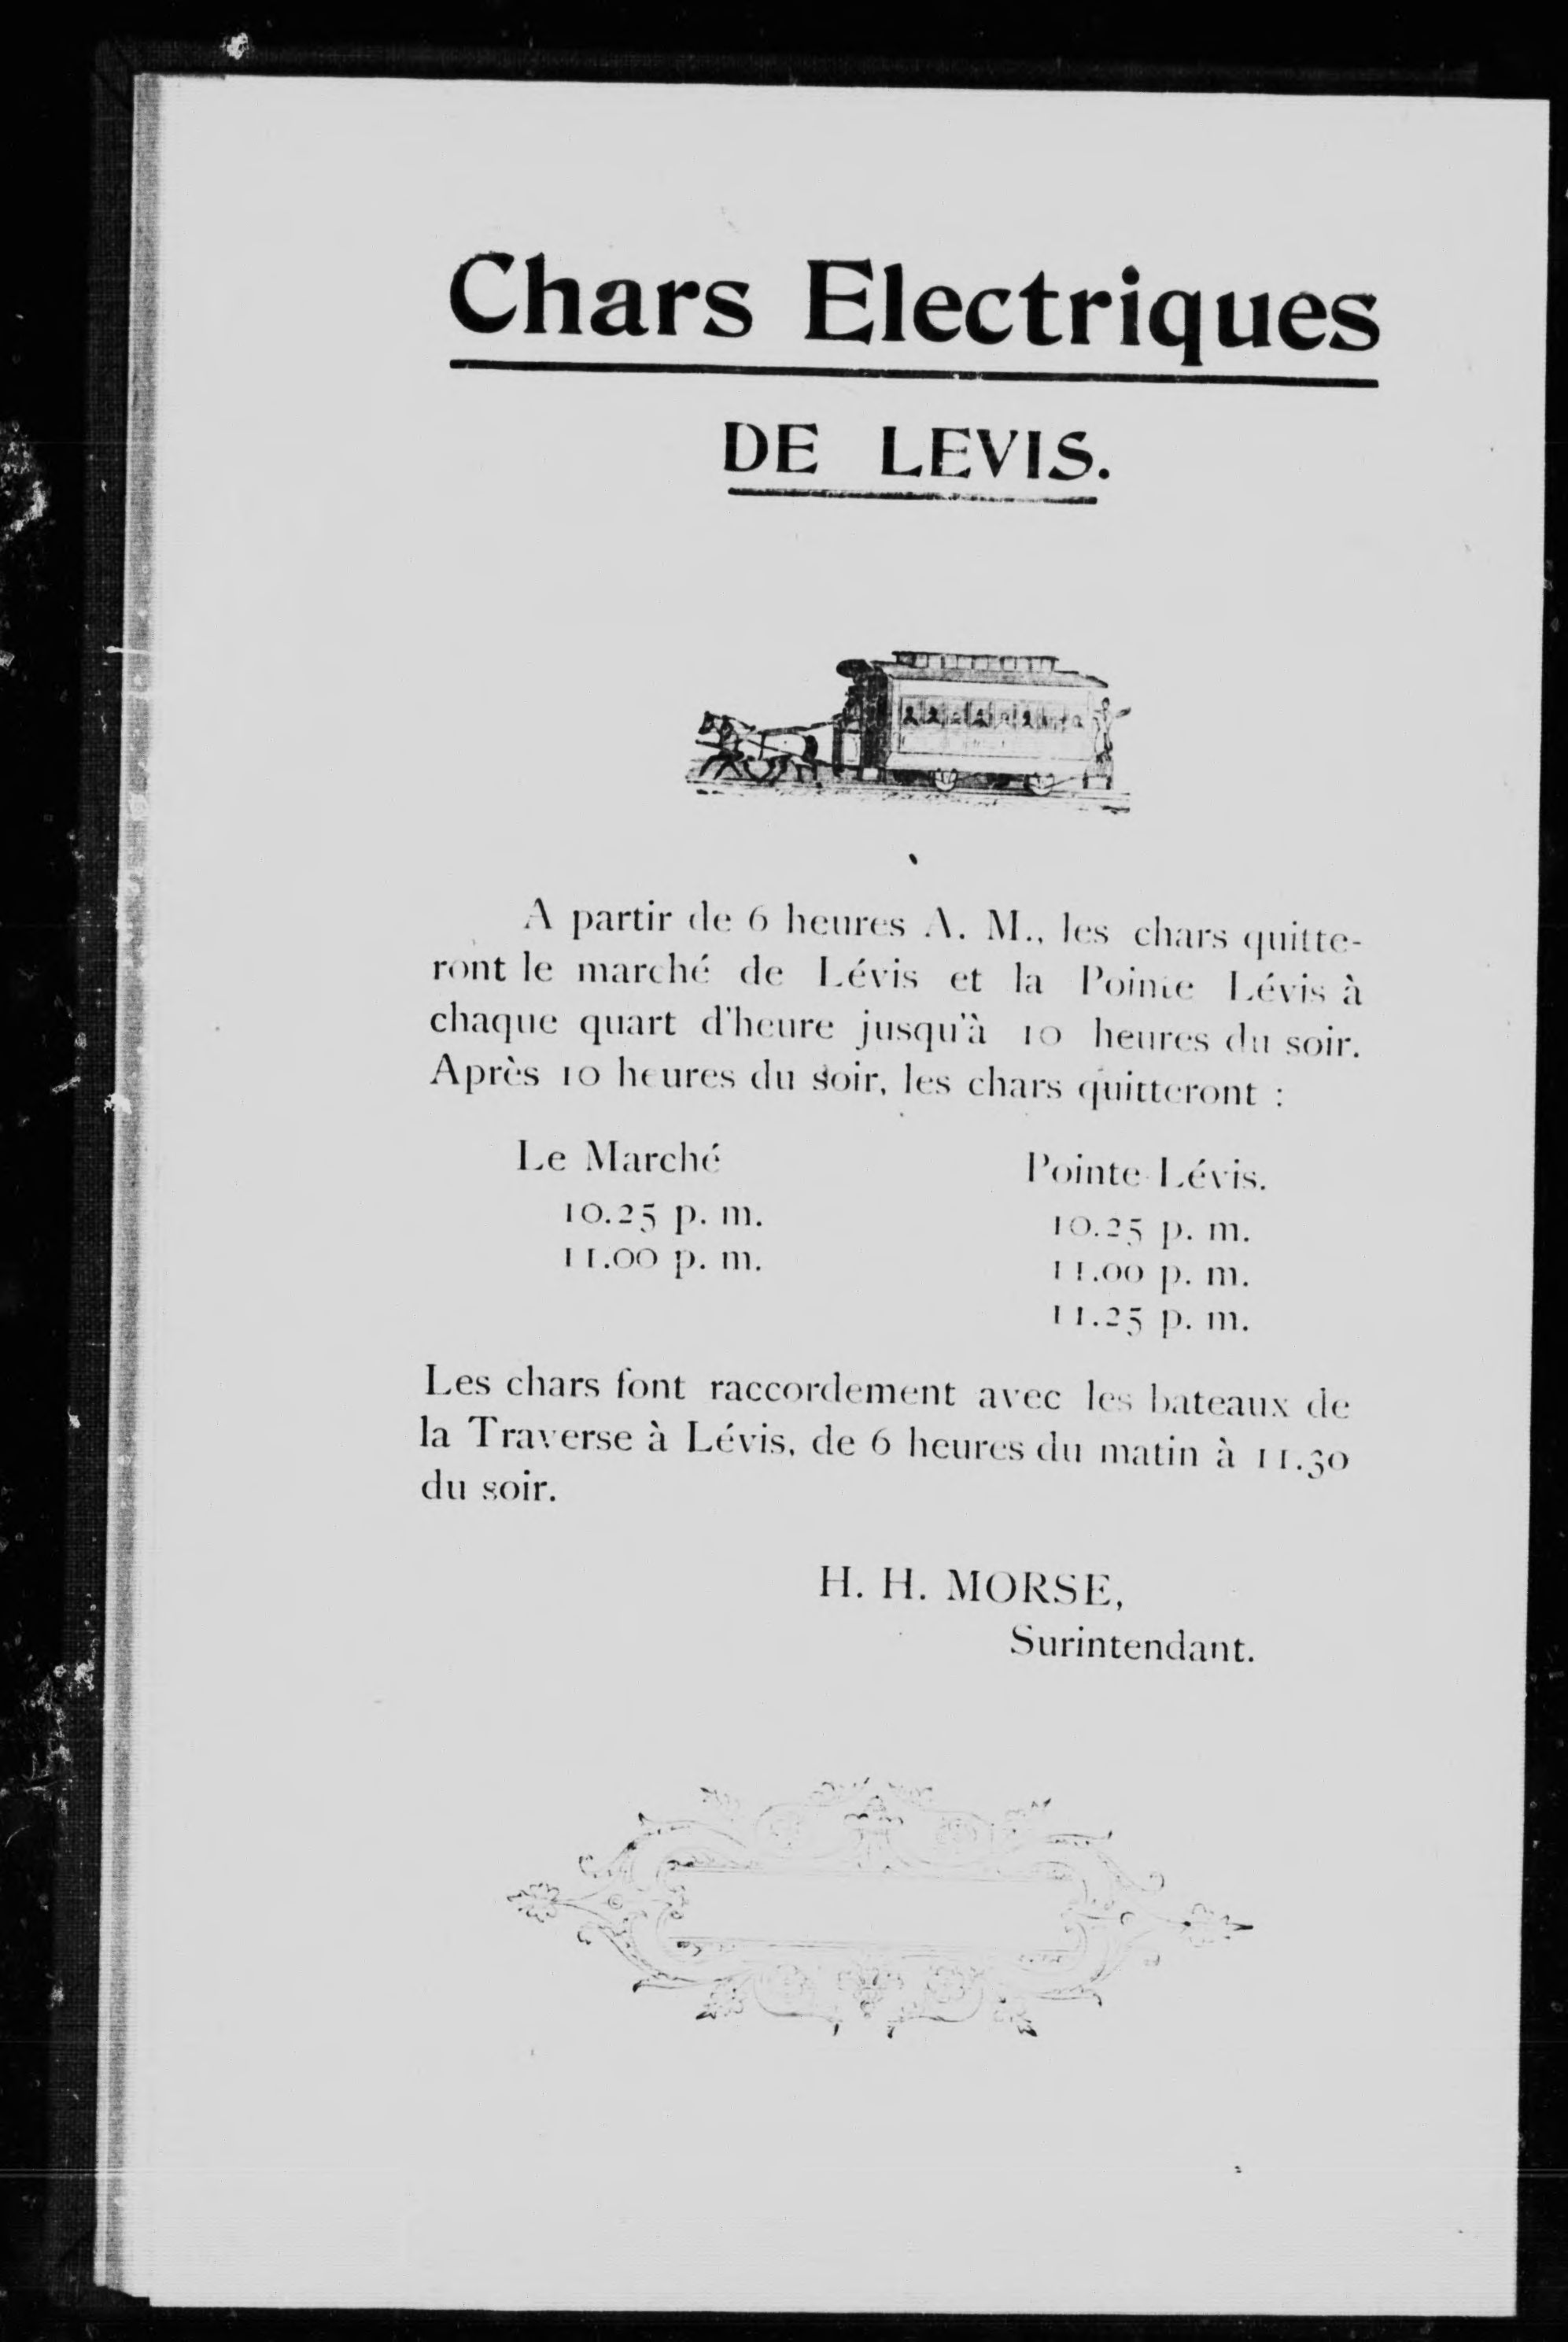 Chars Electriques
DE LEVIS.
A partir de 6 heures A. M., les chars quitte-
ront le marché de Lévis et la Pointe Lévis à
chaque quart d'heure jusqu'à 10 heures du soir.
Après 10 heures du soir, les chars quitteront :
Le Marché Pointe-Lévis.
10.25 p. m. 10.25 p. m.
11.00 p. m. 11.00 p. m.
11.25 p. m.
Les chars font raccordement avec les bateaux de
la Traverse à Lévis, de 6 heures du matin à 11.30
du soir.
H. H. MORSE,
Surintendant.